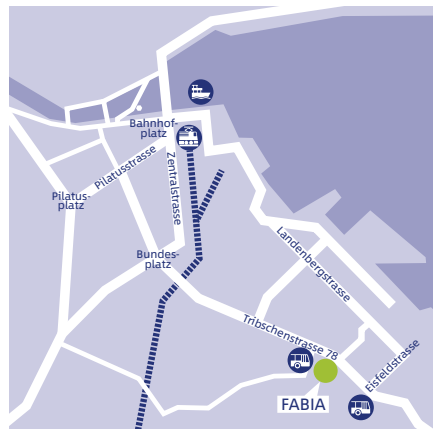 Bahnhof-
platz
Pilatusstrasse
Zentralstrasse
Pilatus-
platz
Bundes-
platz
Landenbergstrasse
Tribschenstrasse 78
Eisfeldstrasse
FABIA